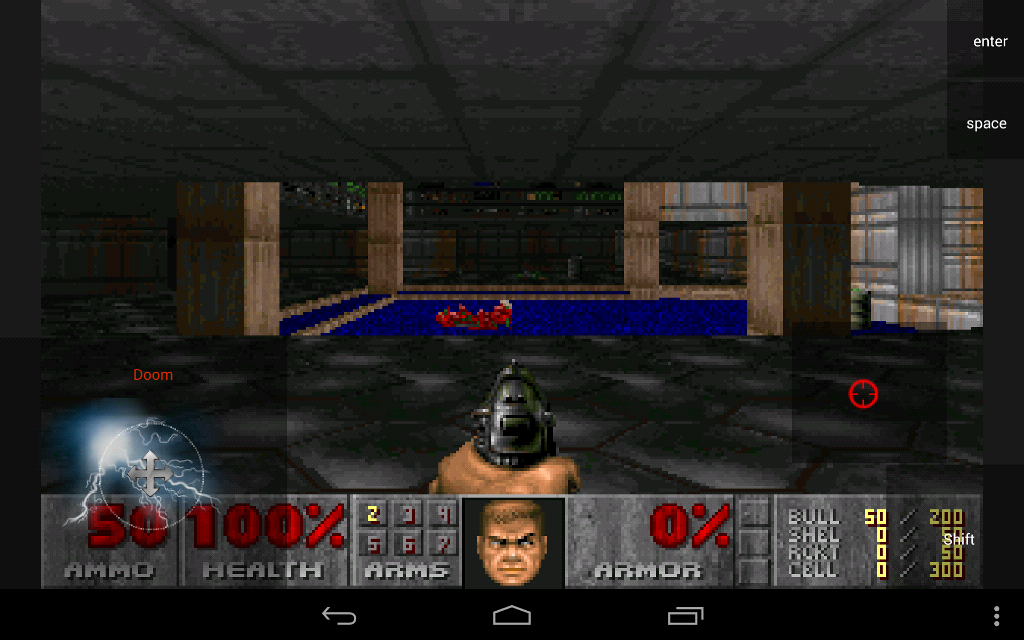 enter
space
Doom
50 100% 2 3 4 0% BULL 50 / 200
5 6 7 SHEL 0 / 50
RCKT 0 / 50
AMMO HEALTH ARMS ARMOR CELL 0 / 300
Shift